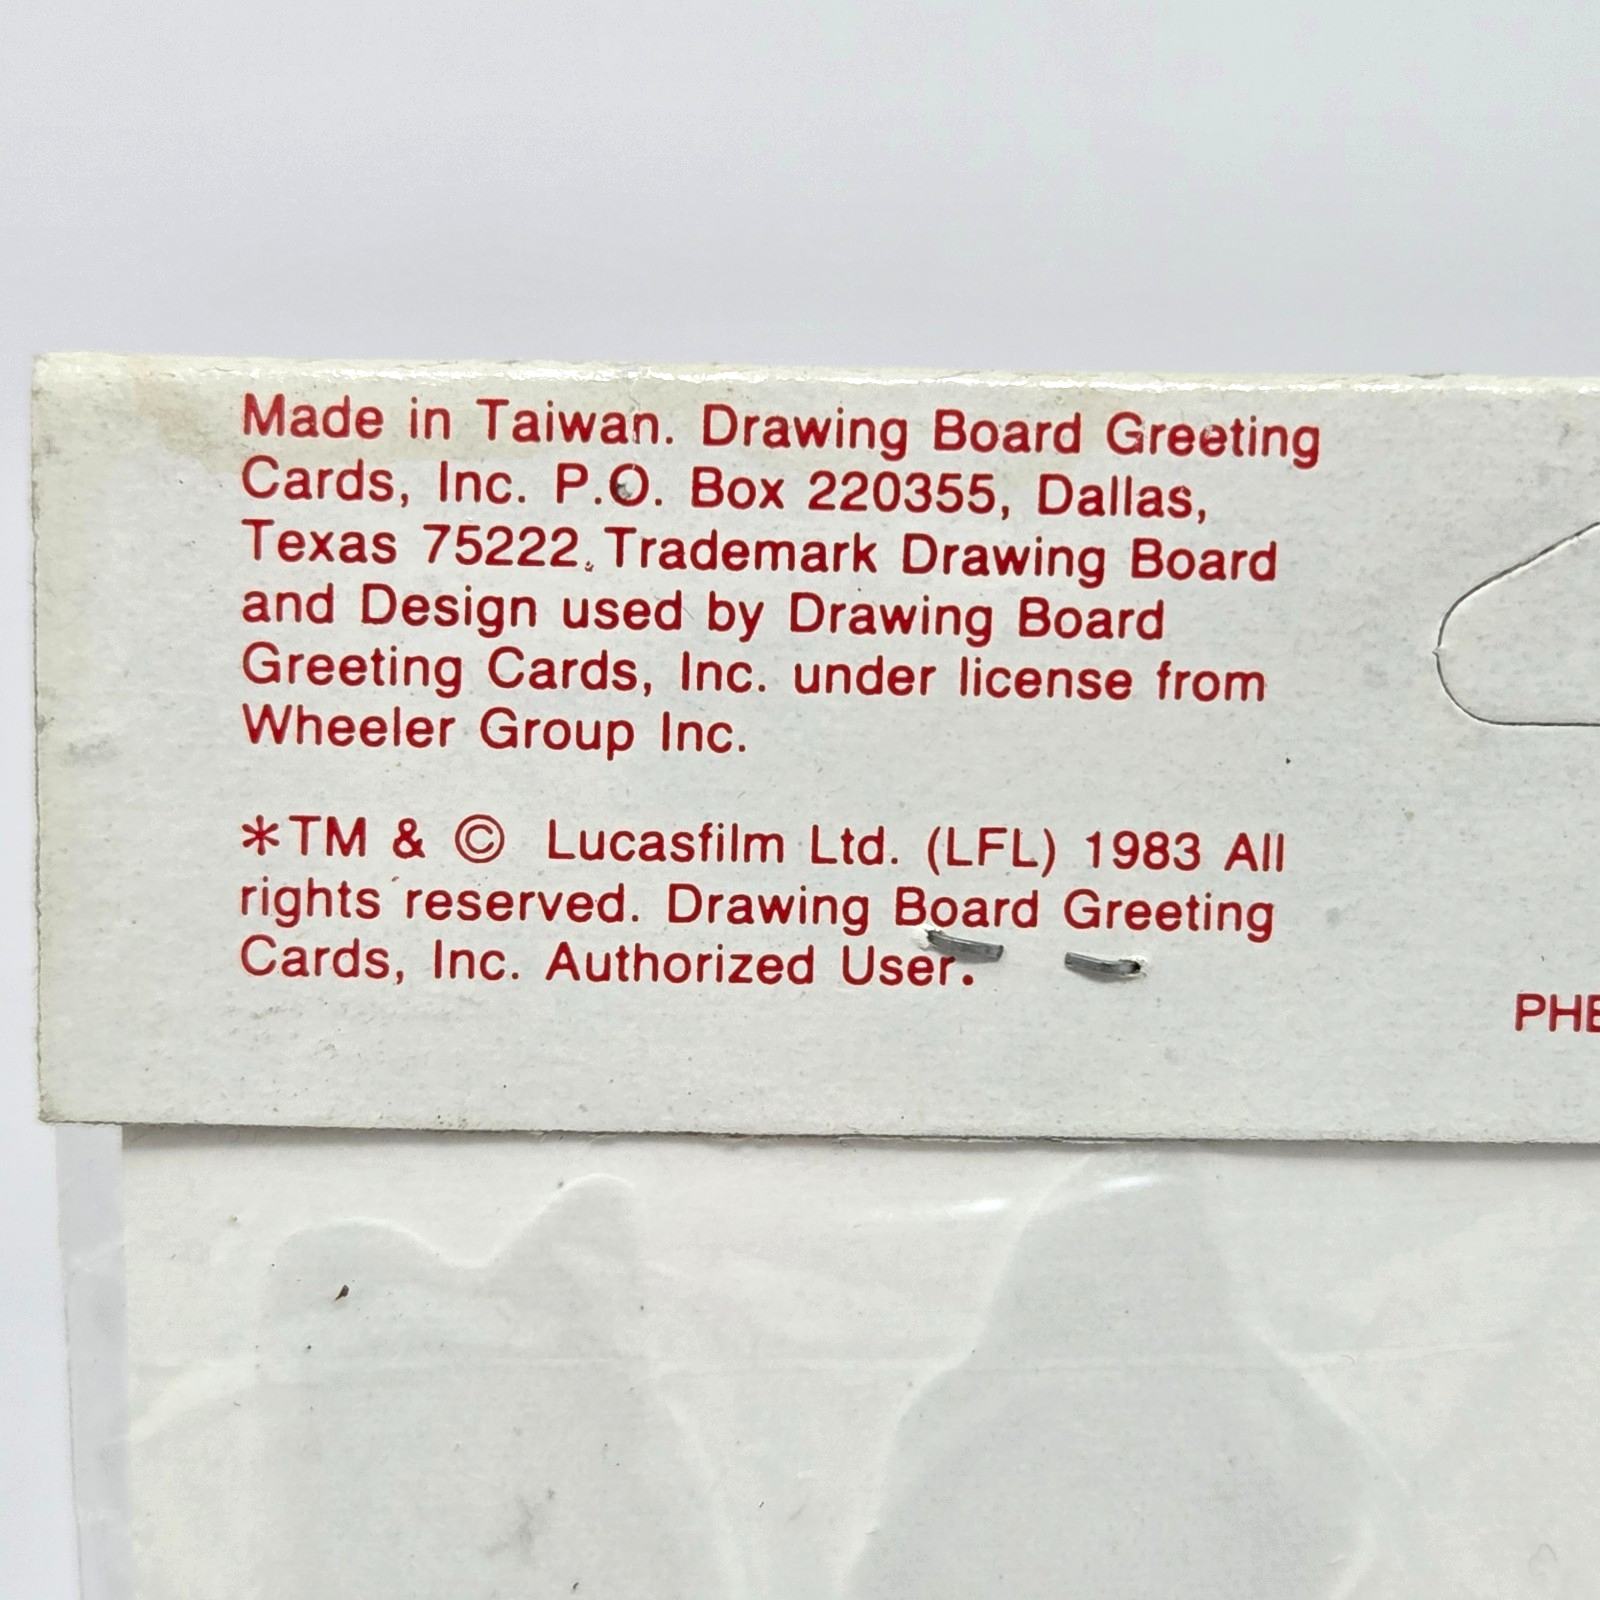 Made in Taiwan. Drawing Board Greeting
Cards, Inc. P.O. Box 220355, Dallas,
Texas 75222. Trademark Drawing Board
and Design used by Drawing Board
Greeting Cards, Inc. under license from
Wheeler Group Inc.
*TM & © Lucasfilm Ltd. (LFL) 1983 All
rights reserved. Drawing Board Greeting
Cards, Inc. Authorized User.